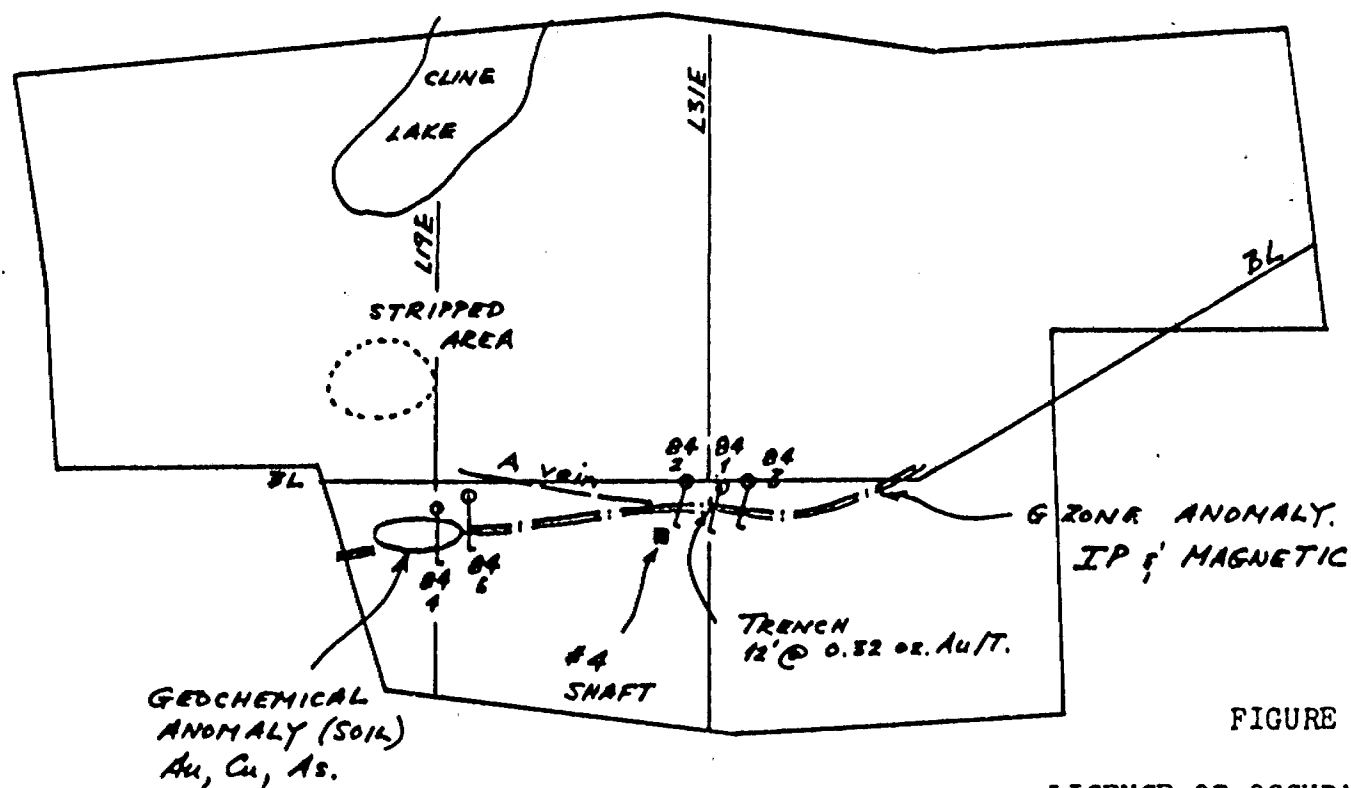 CLINE
LAKE
L31E
L19E
BL
STRIPPED
AREA
84
2
84
1
84
3
A vein
BL
G ZONE ANOMALY.
IP & MAGNETIC
84
6
84
4
TRENCH
12' @ 0.32 oz. Au/T.
#4
SHAFT
GEOCHEMICAL
ANOMALY (SOIL)
Au, Cu, As.
FIGURE